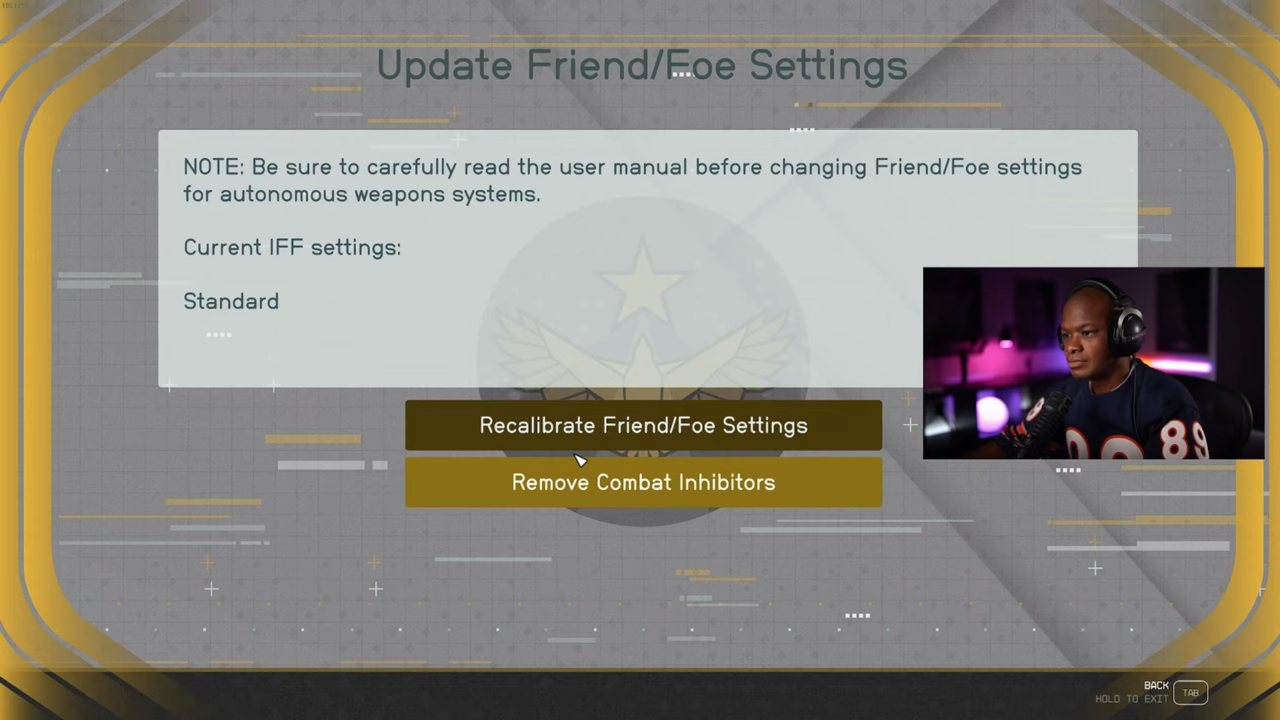 Update Friend/Foe Settings
NOTE: Be sure to carefully read the user manual before changing Friend/Foe settings
for autonomous weapons systems.
Current IFF settings:
Standard
Recalibrate Friend/Foe Settings
Remove Combat Inhibitors
89
BACK
HOLD TO EXIT
TAB